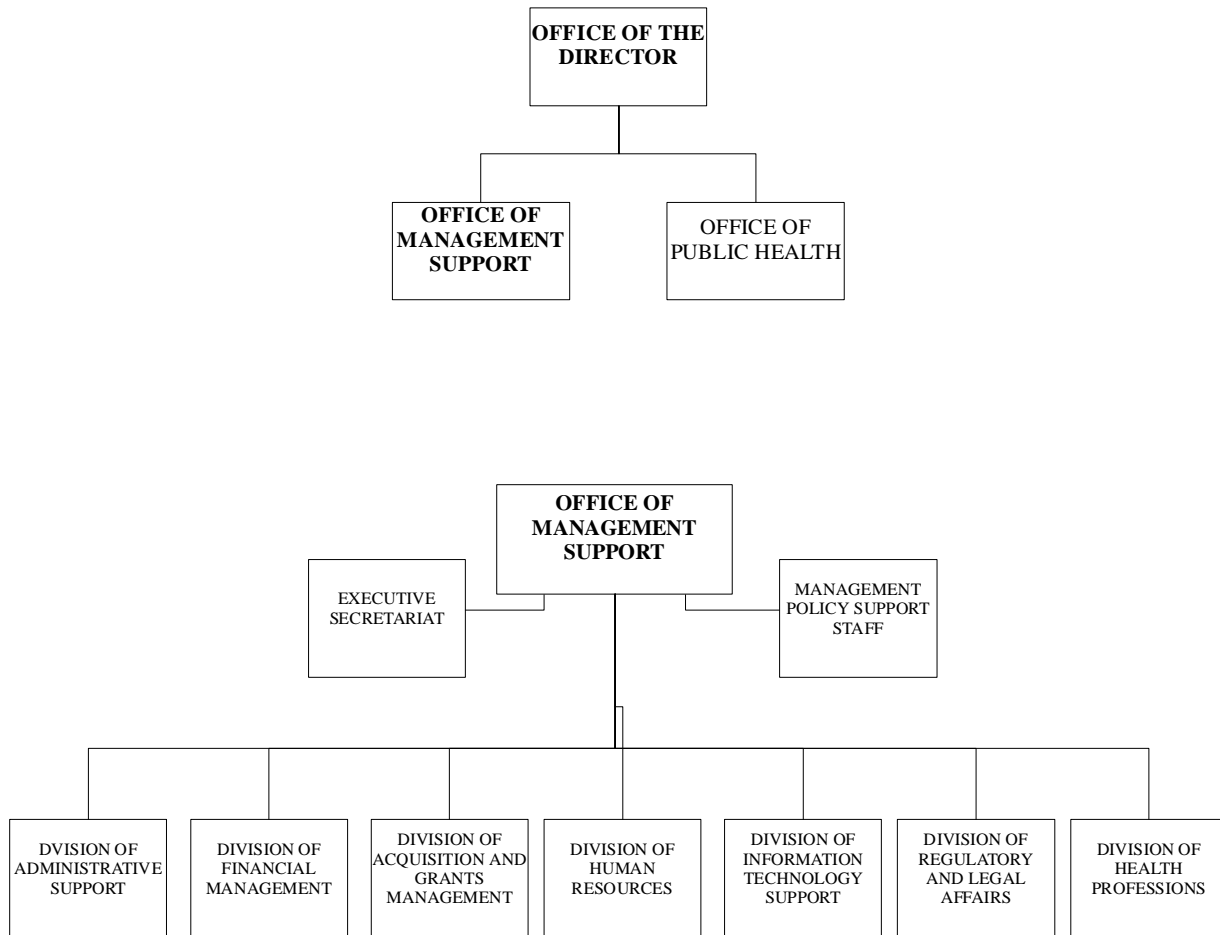 OFFICE OF THE
DIRECTOR
OFFICE OF
MANAGEMENT
SUPPORT
OFFICE OF
PUBLIC HEALTH
OFFICE OF
MANAGEMENT
SUPPORT
EXECUTIVE
SECRETARIAT
MANAGEMENT
POLICY SUPPORT
STAFF
DVISION OF
ADMINISTRATIVE
SUPPORT
DIVISION OF
FINANCIAL
MANAGEMENT
DIVISION OF
ACQUISITION AND
GRANTS
MANAGEMENT
DIVISION OF
HUMAN
RESOURCES
DIVISION OF
INFORMATION
TECHNOLOGY
SUPPORT
DIVISION OF
REGULATORY
AND LEGAL
AFFAIRS
DIVISION OF
HEALTH
PROFESSIONS